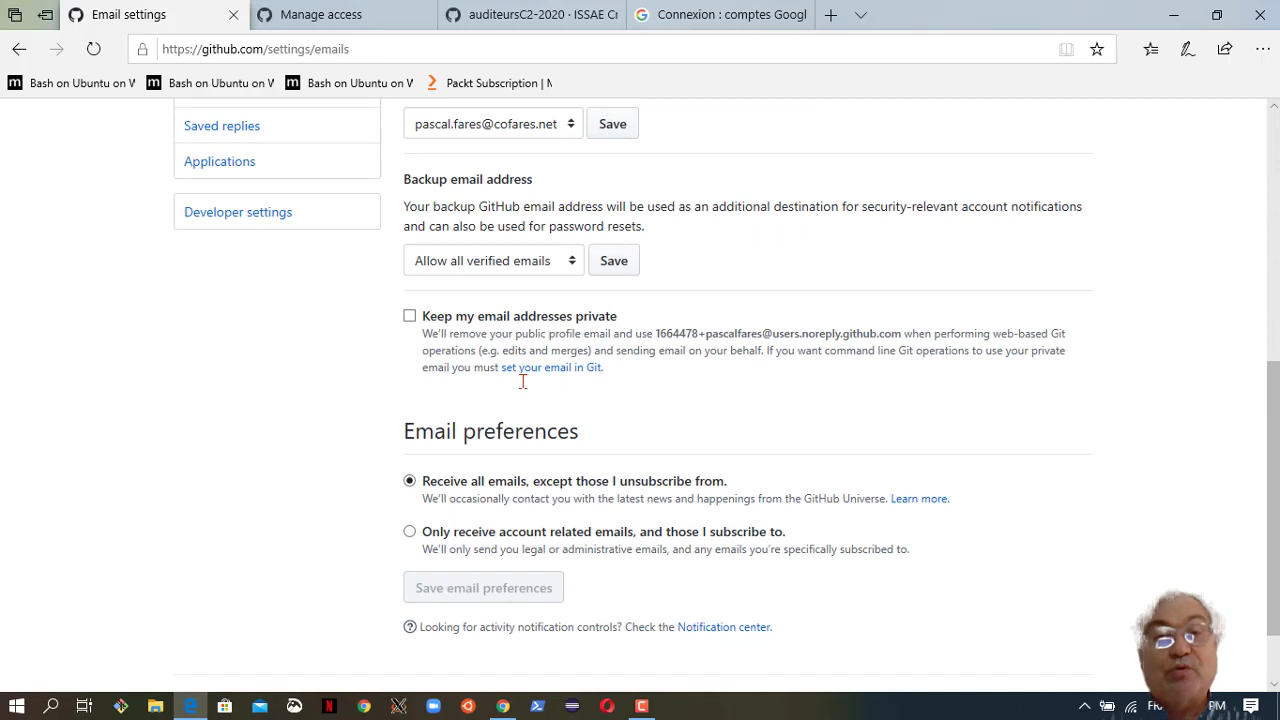 Email settings
Manage access
auditeursC2-2020 · ISSAE Cr
Connexion : comptes Googl
https://github.com/settings/emails
Bash on Ubuntu on W
Bash on Ubuntu on W
Bash on Ubuntu on W
Packt Subscription | M
Saved replies
Applications
Developer settings
pascal.fares@cofares.net
Save
Backup email address
Your backup GitHub email address will be used as an additional destination for security-relevant account notifications
and can also be used for password resets.
Allow all verified emails
Save
Keep my email addresses private
We'll remove your public profile email and use 1664478+pascalfares@users.noreply.github.com when performing web-based Git
operations (e.g. edits and merges) and sending email on your behalf. If you want command line Git operations to use your private
email you must set your email in Git.
Email preferences
Receive all emails, except those I unsubscribe from.
We'll occasionally contact you with the latest news and happenings from the GitHub Universe. Learn more.
Only receive account related emails, and those I subscribe to.
We'll only send you legal or administrative emails, and any emails you're specifically subscribed to.
Save email preferences
Looking for activity notification controls? Check the Notification center.
PM